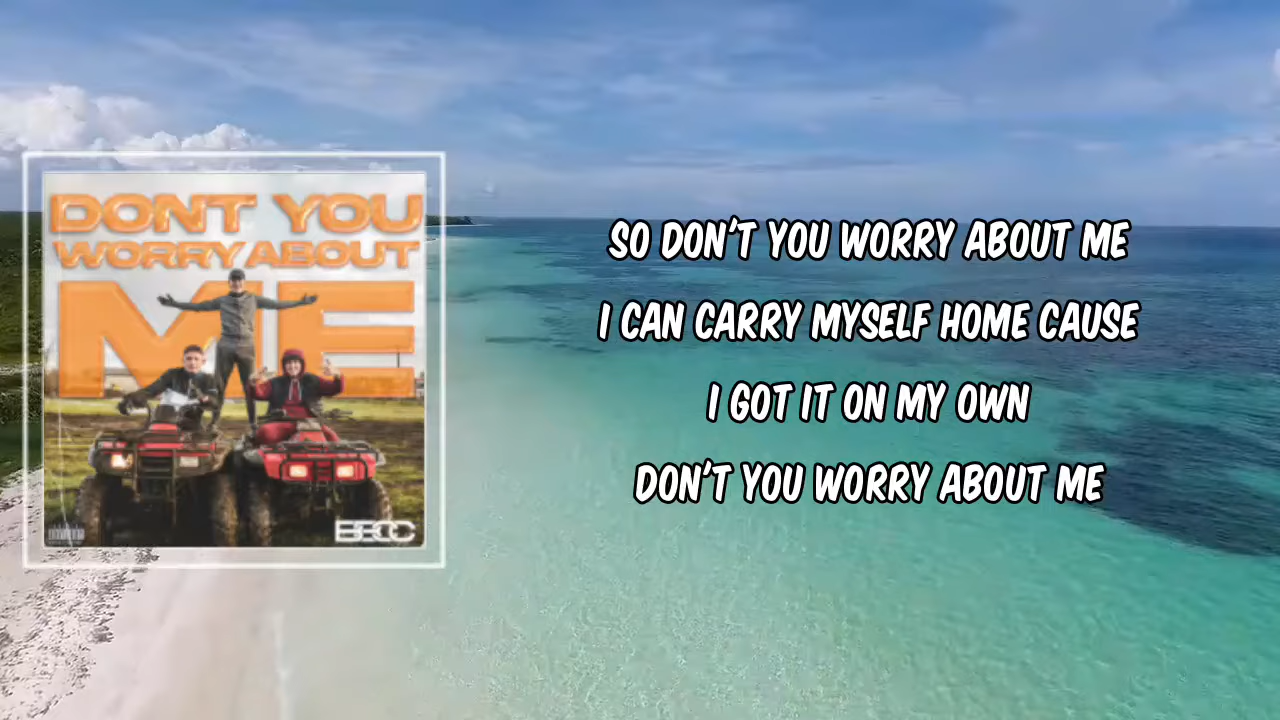 DONT YOU
WORRY ABOUT
ME
SO DON'T YOU WORRY ABOUT ME
I CAN CARRY MYSELF HOME CAUSE
I GOT IT ON MY OWN
DON'T YOU WORRY ABOUT ME